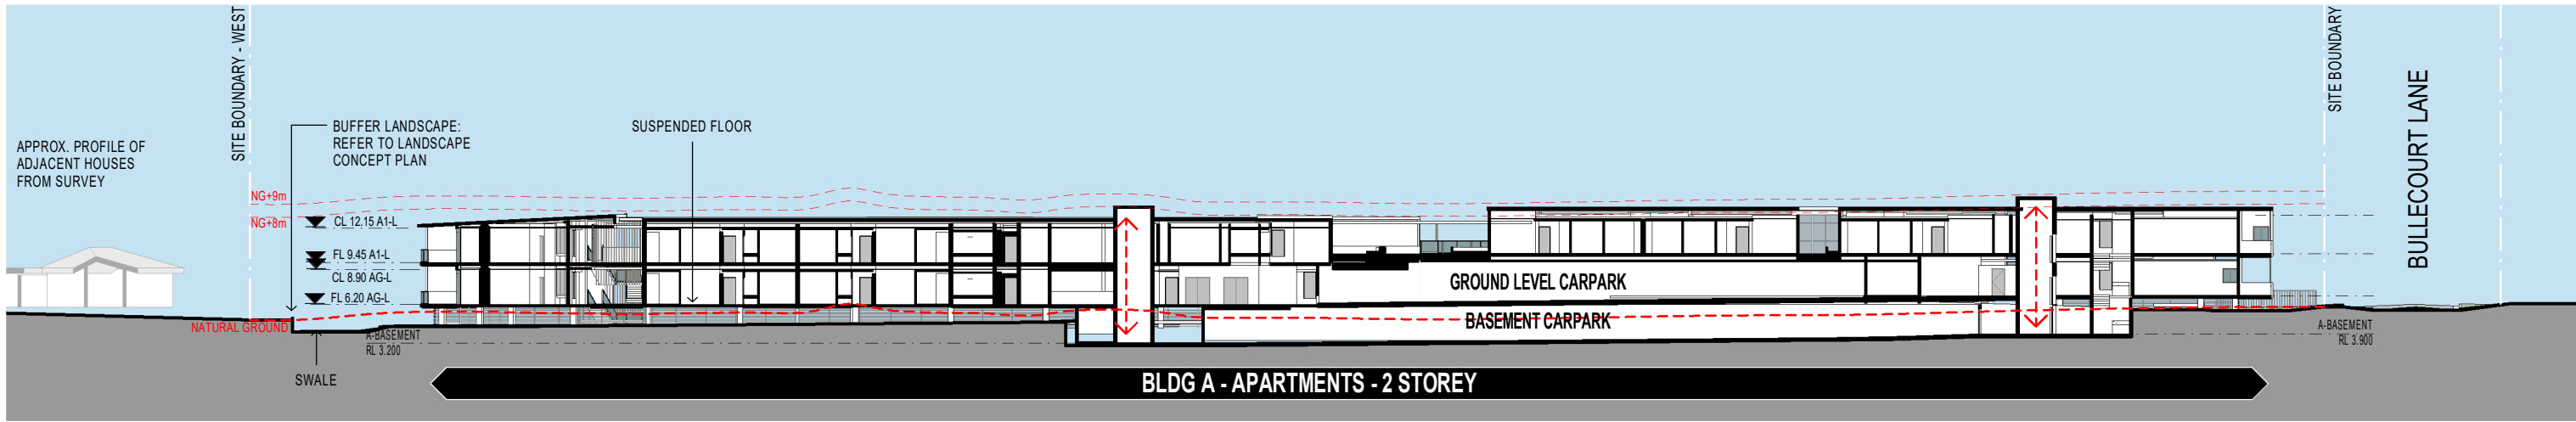 SITE BOUNDARY - WEST
SITE BOUNDARY
BULLECOURT LANE
APPROX. PROFILE OF
ADJACENT HOUSES
FROM SURVEY
BUFFER LANDSCAPE:
REFER TO LANDSCAPE
CONCEPT PLAN
SUSPENDED FLOOR
NG+9m
NG+8m
CL 12.15 A1-L
FL 9.45 A1-L
CL 8.90 AG-L
FL 6.20 AG-L
NATURAL GROUND
GROUND LEVEL CARPARK
BASEMENT CARPARK
A-BASEMENT
RL 3.200
A-BASEMENT
RL 3.900
SWALE
BLDG A - APARTMENTS - 2 STOREY